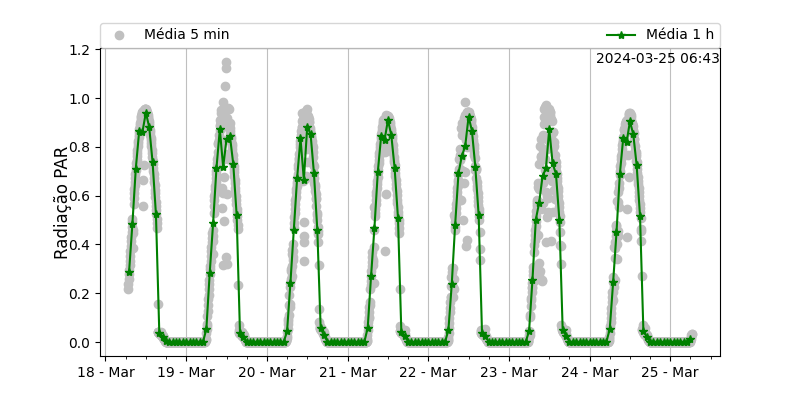 Média 5 min
Média 1 h
2024-03-25 06:43
Radiação PAR
1.2
1.0
0.8
0.6
0.4
0.2
0.0
18 - Mar
19 - Mar
20 - Mar
21 - Mar
22 - Mar
23 - Mar
24 - Mar
25 - Mar